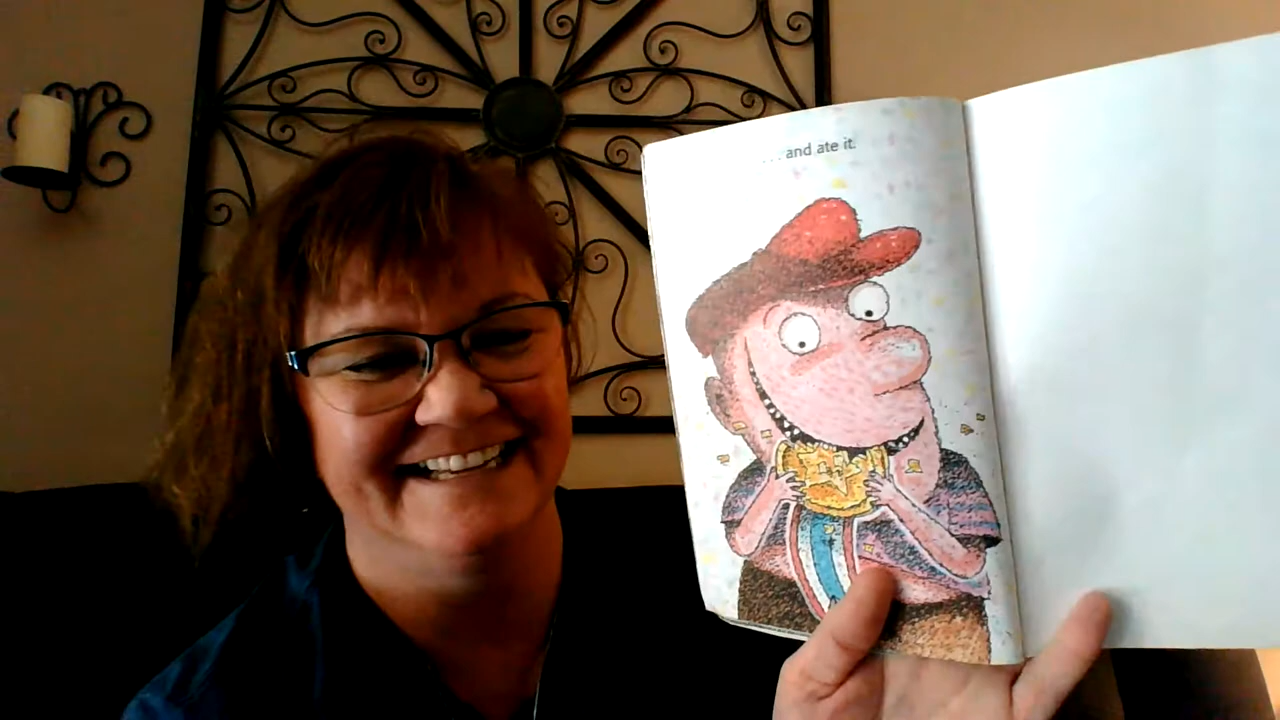 . . . and ate it.